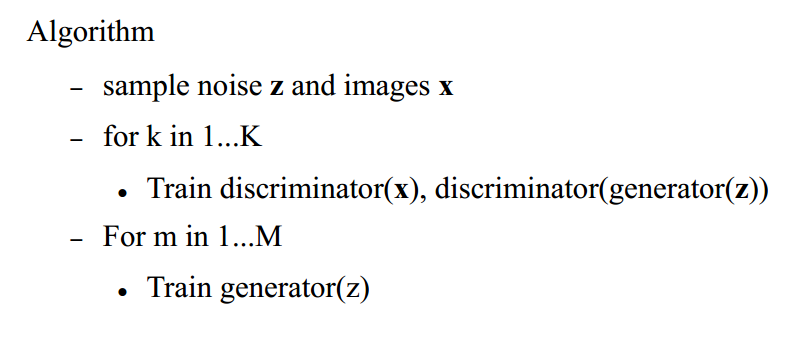 Algorithm
– sample noise z and images x
– for k in 1...K
• Train discriminator(x), discriminator(generator(z))
– For m in 1...M
• Train generator(z)